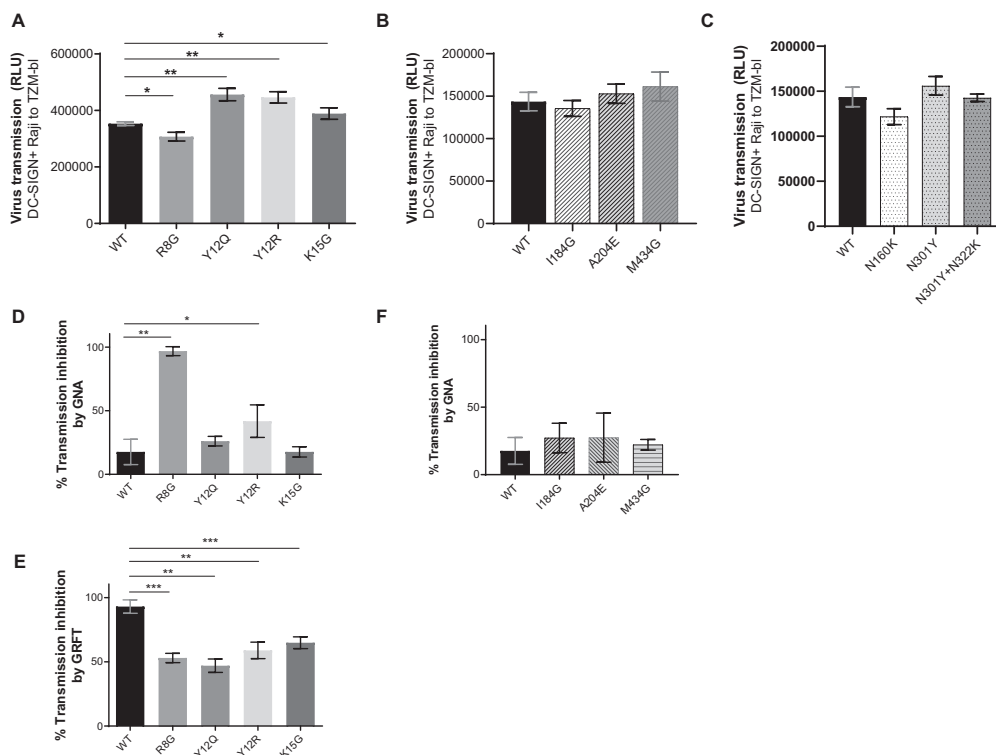 A
Virus transmission (RLU)
DC-SIGN+ Raji to TZM-bl
600000
400000
200000
0
*
**
**
*
WT
R8G
Y12Q
Y12R
K15G
B
Virus transmission (RLU)
DC-SIGN+ Raji to TZM-bl
200000
150000
100000
50000
0
WT
I184G
A204E
M434G
C
Virus transmission (RLU)
DC-SIGN+ Raji to TZM-bl
200000
150000
100000
50000
0
WT
N160K
N301Y
N301Y+N322K
D
% Transmission inhibition
by GNA
100
50
0
*
**
WT
R8G
Y12Q
Y12R
K15G
F
% Transmission inhibition
by GNA
100
50
0
WT
I184G
A204E
M434G
E
% Transmission inhibition
by GRFT
100
50
0
***
**
**
***
WT
R8G
Y12Q
Y12R
K15G